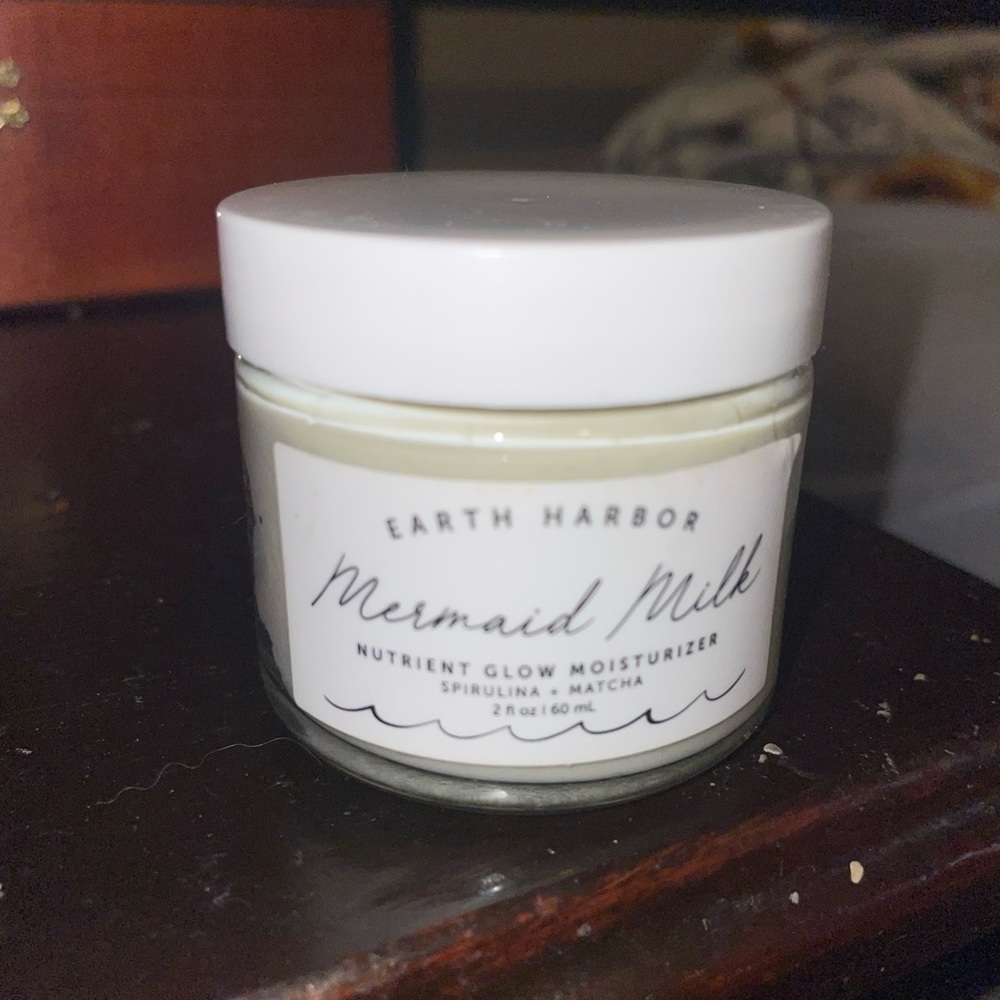 EARTH HARBOR
Mermaid Milk
NUTRIENT GLOW MOISTURIZER
SPIRULINA + MATCHA
2 fl oz | 60 mL